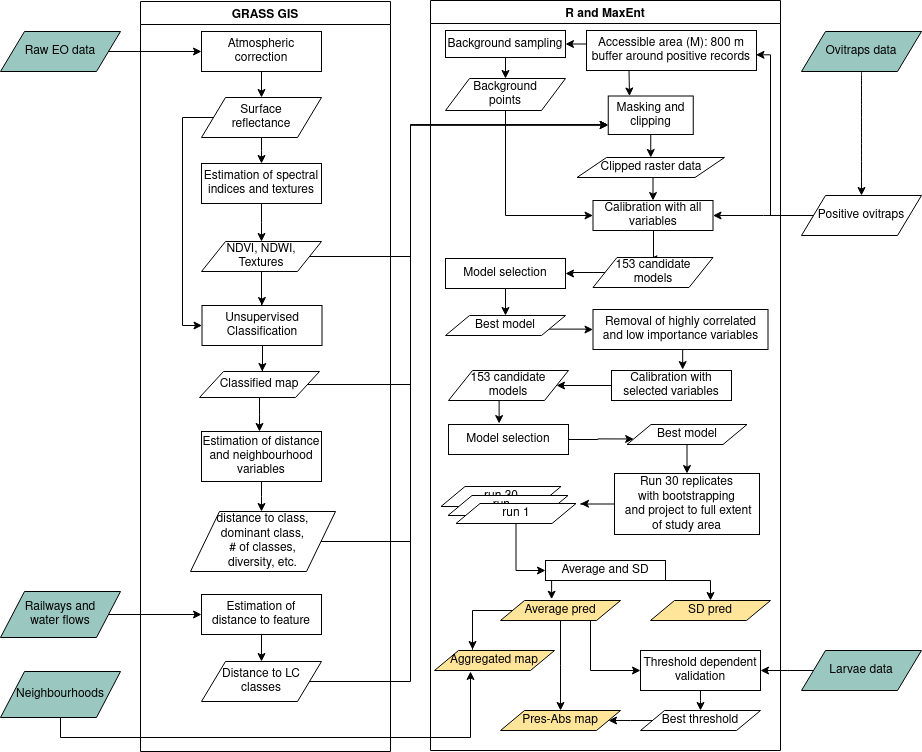 GRASS GIS
R and MaxEnt
Raw EO data
Atmospheric
correction
Surface
reflectance
Estimation of spectral
indices and textures
NDVI, NDWI,
Textures
Unsupervised
Classification
Classified map
Estimation of distance
and neighbourhood
variables
distance to class,
dominant class,
# of classes,
diversity, etc.
Railways and
water flows
Estimation of
distance to feature
Neighbourhoods
Distance to LC
classes
Background sampling
Accessible area (M): 800 m
buffer around positive records
Background
points
Masking and
clipping
Clipped raster data
Calibration with all
variables
Ovitraps data
Positive ovitraps
Model selection
153 candidate
models
Best model
Removal of highly correlated
and low importance variables
153 candidate
models
Calibration with
selected variables
Model selection
Best model
Run 30 replicates
with bootstrapping
and project to full extent
of study area
run 30
run
run 1
Average and SD
Average pred
SD pred
Aggregated map
Threshold dependent
validation
Larvae data
Pres-Abs map
Best threshold